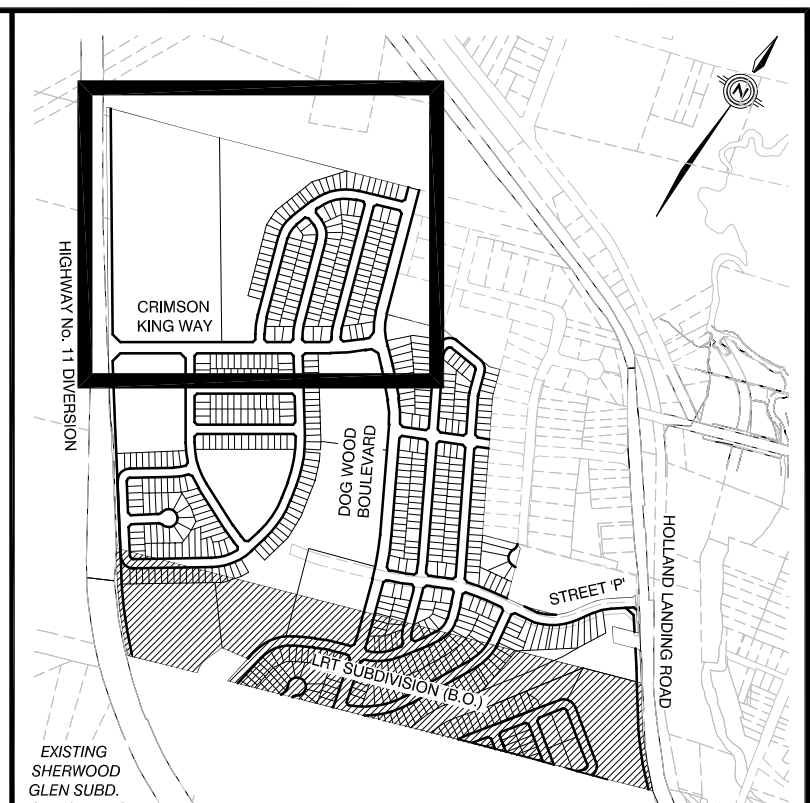 N
CRIMSON
KING WAY
HIGHWAY No. 11 DIVERSION
DOG WOOD
BOULEVARD
HOLLAND LANDING ROAD
STREET 'P'
LRT SUBDIVISION (B.O.)
EXISTING
SHERWOOD
GLEN SUBD.